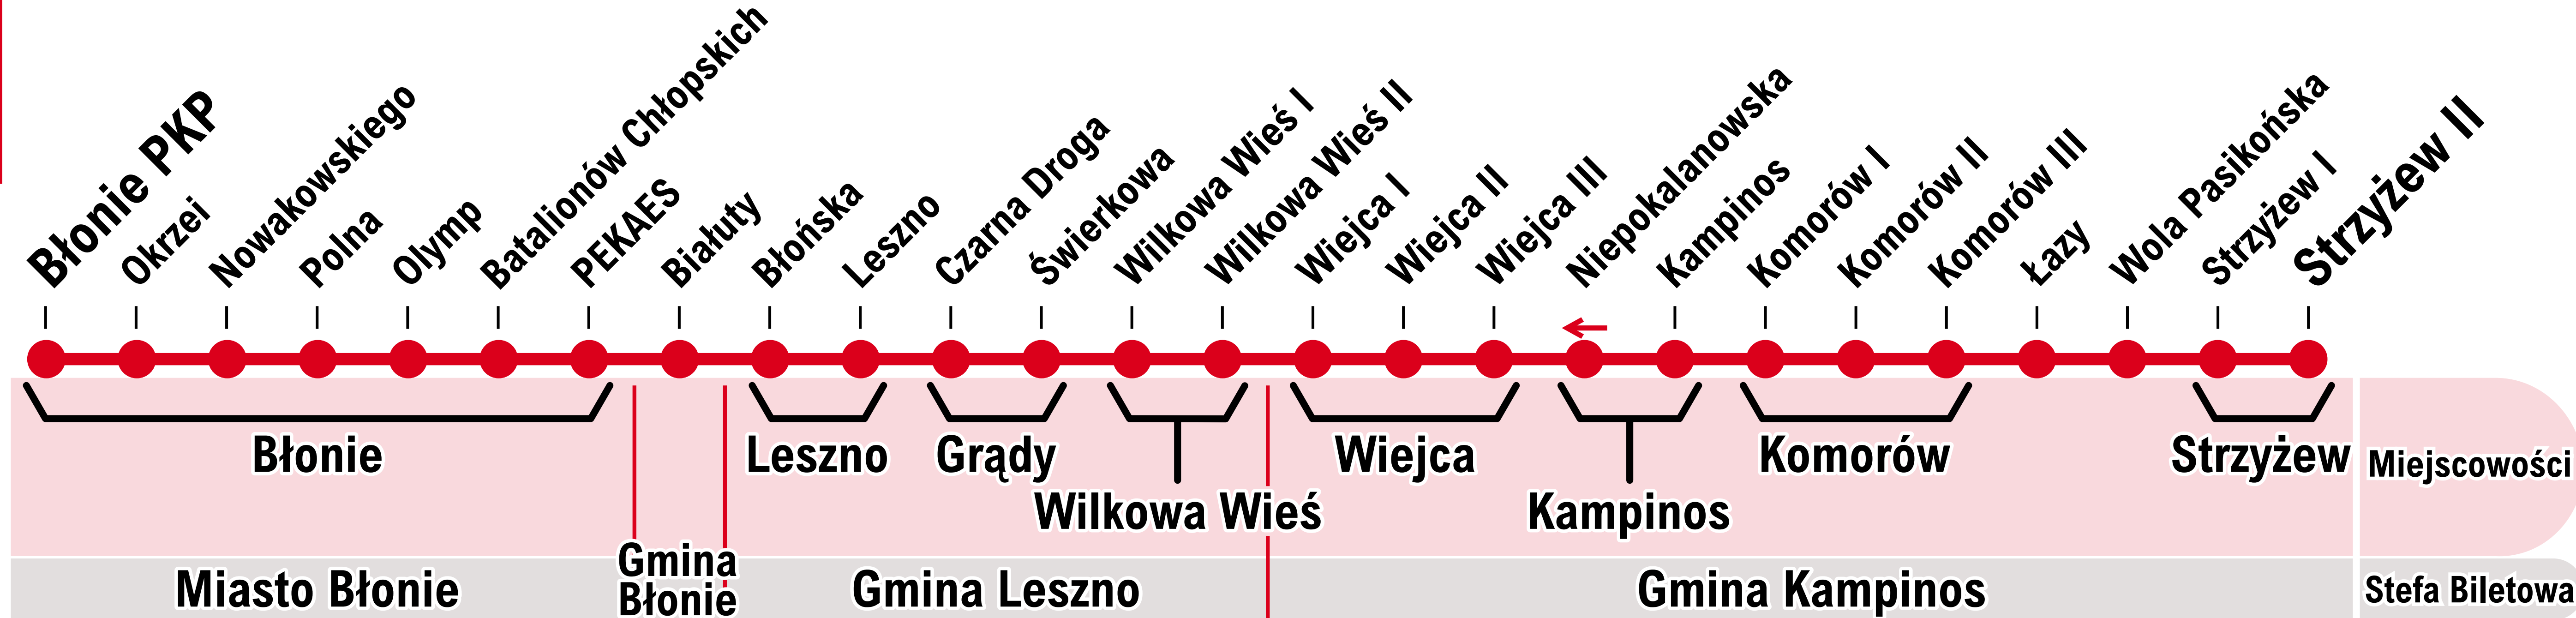 Błonie PKP
Okrzei
Nowakowskiego
Polna
Olymp
Batalionów Chłopskich
PEKAES
Białuty
Błońska
Leszno
Czarna Droga
Świerkowa
Wilkowa Wieś I
Wilkowa Wieś II
Wiejca I
Wiejca II
Wiejca III
Niepokalanowska
Kampinos
Komorów I
Komorów II
Komorów III
Łazy
Wola Pasikońska
Strzyżew I
Strzyżew II
Błonie
Leszno
Grądy
Wilkowa Wieś
Wiejca
Kampinos
Komorów
Strzyżew
Miejscowości
Miasto Błonie
Gmina
Błonie
Gmina Leszno
Gmina Kampinos
Stefa Biletowa